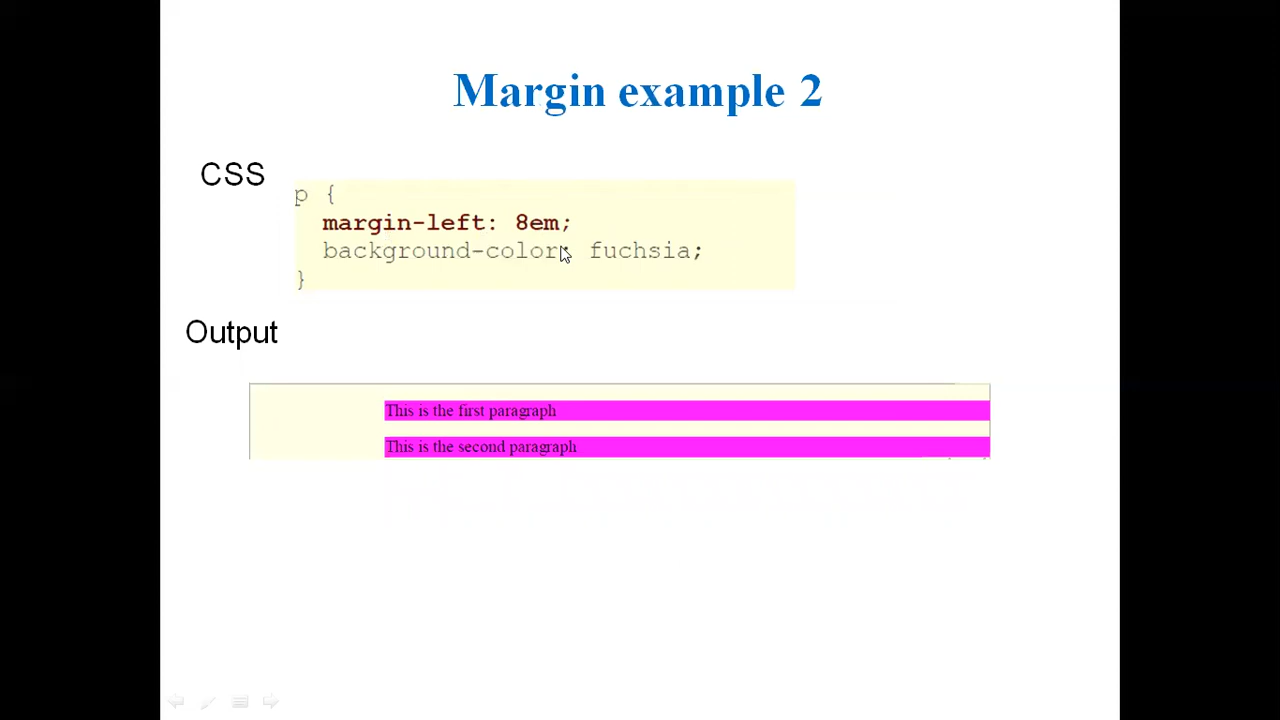 Margin example 2
CSS
p {
margin-left: 8em;
background-color: fuchsia;
}
Output
This is the first paragraph
This is the second paragraph